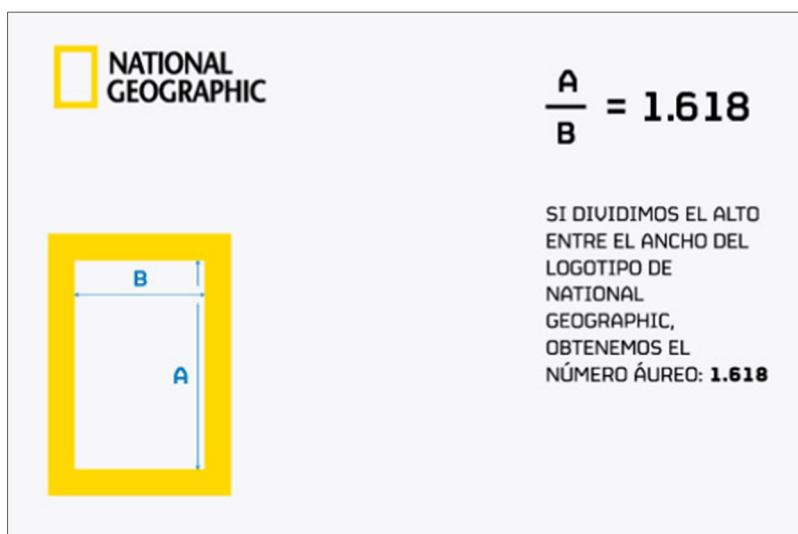 NATIONAL
GEOGRAPHIC
A
B
= 1.618
SI DIVIDIMOS EL ALTO
ENTRE EL ANCHO DEL
LOGOTIPO DE
NATIONAL
GEOGRAPHIC,
OBTENEMOS EL
NÚMERO ÁUREO: 1.618
B
A